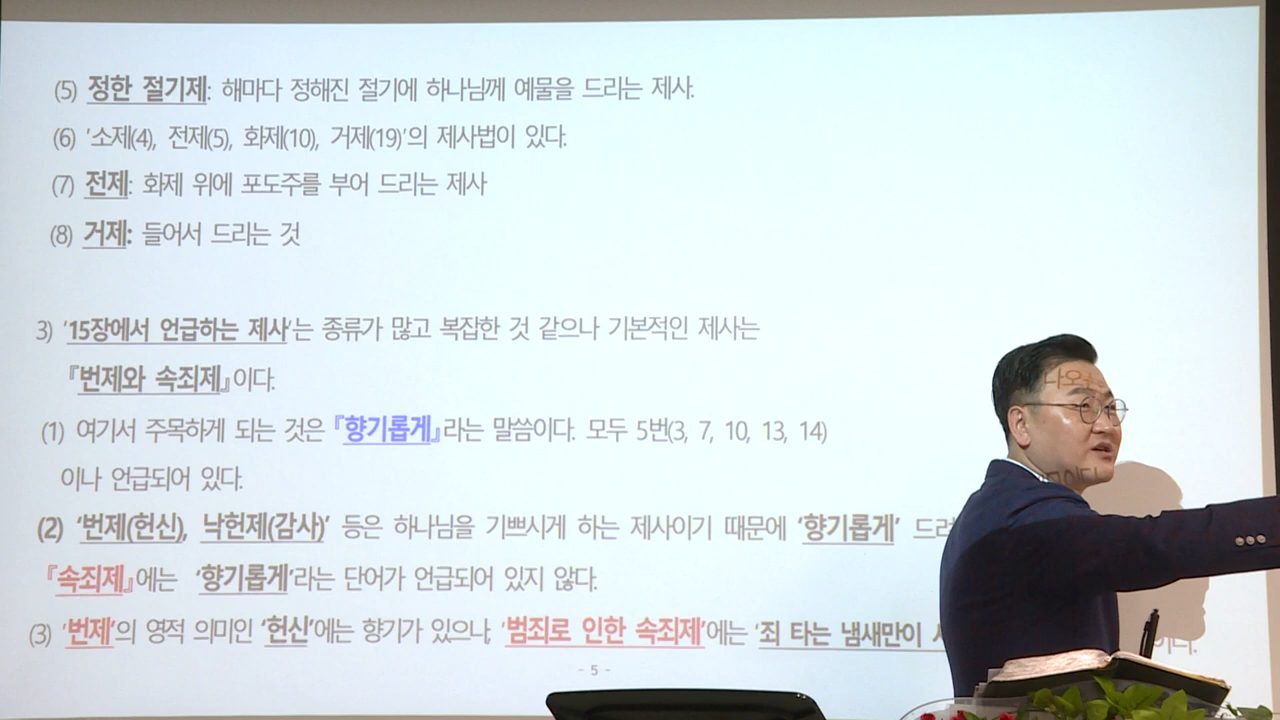 (5) 정한 절기제: 해마다 정해진 절기에 하나님께 예물을 드리는 제사.
(6) '소제(4), 전제(5), 화제(10), 거제(19)'의 제사법이 있다.
(7) 전제: 화제 위에 포도주를 부어 드리는 제사
(8) 거제: 들어서 드리는 것
3) '15장에서 언급하는 제사'는 종류가 많고 복잡한 것 같으나 기본적인 제사는
『번제와 속죄제』이다.
(1) 여기서 주목하게 되는 것은 『향기롭게』라는 말씀이다. 모두 5번(3, 7, 10, 13, 14)
이나 언급되어 있다.
(2) '번제(헌신), 낙헌제(감사)' 등은 하나님을 기쁘시게 하는 제사이기 때문에 '향기롭게'
『속죄제』에는 '향기롭게'라는 단어가 언급되어 있지 않다.
(3) '번제'의 영적 의미인 '헌신'에는 향기가 있으나, '범죄로 인한 속죄제'에는 '죄 타는 냄새만이
- 5 -